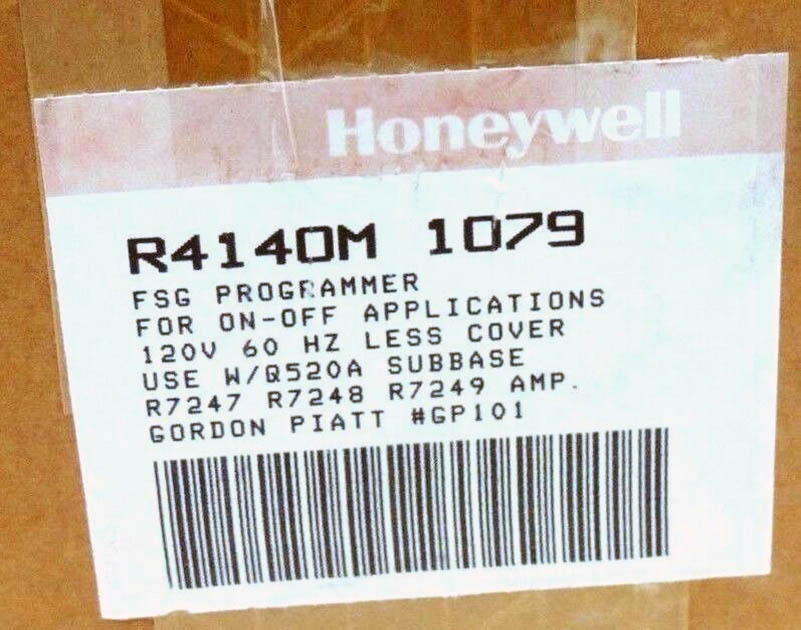 Honeywell
R4140M 1079
FSG PROGRAMMER
FOR ON-OFF APPLICATIONS
120V 60 HZ LESS COVER
USE W/Q520A SUBBASE
R7247 R7248 R7249 AMP.
GORDON PIATT #GP101